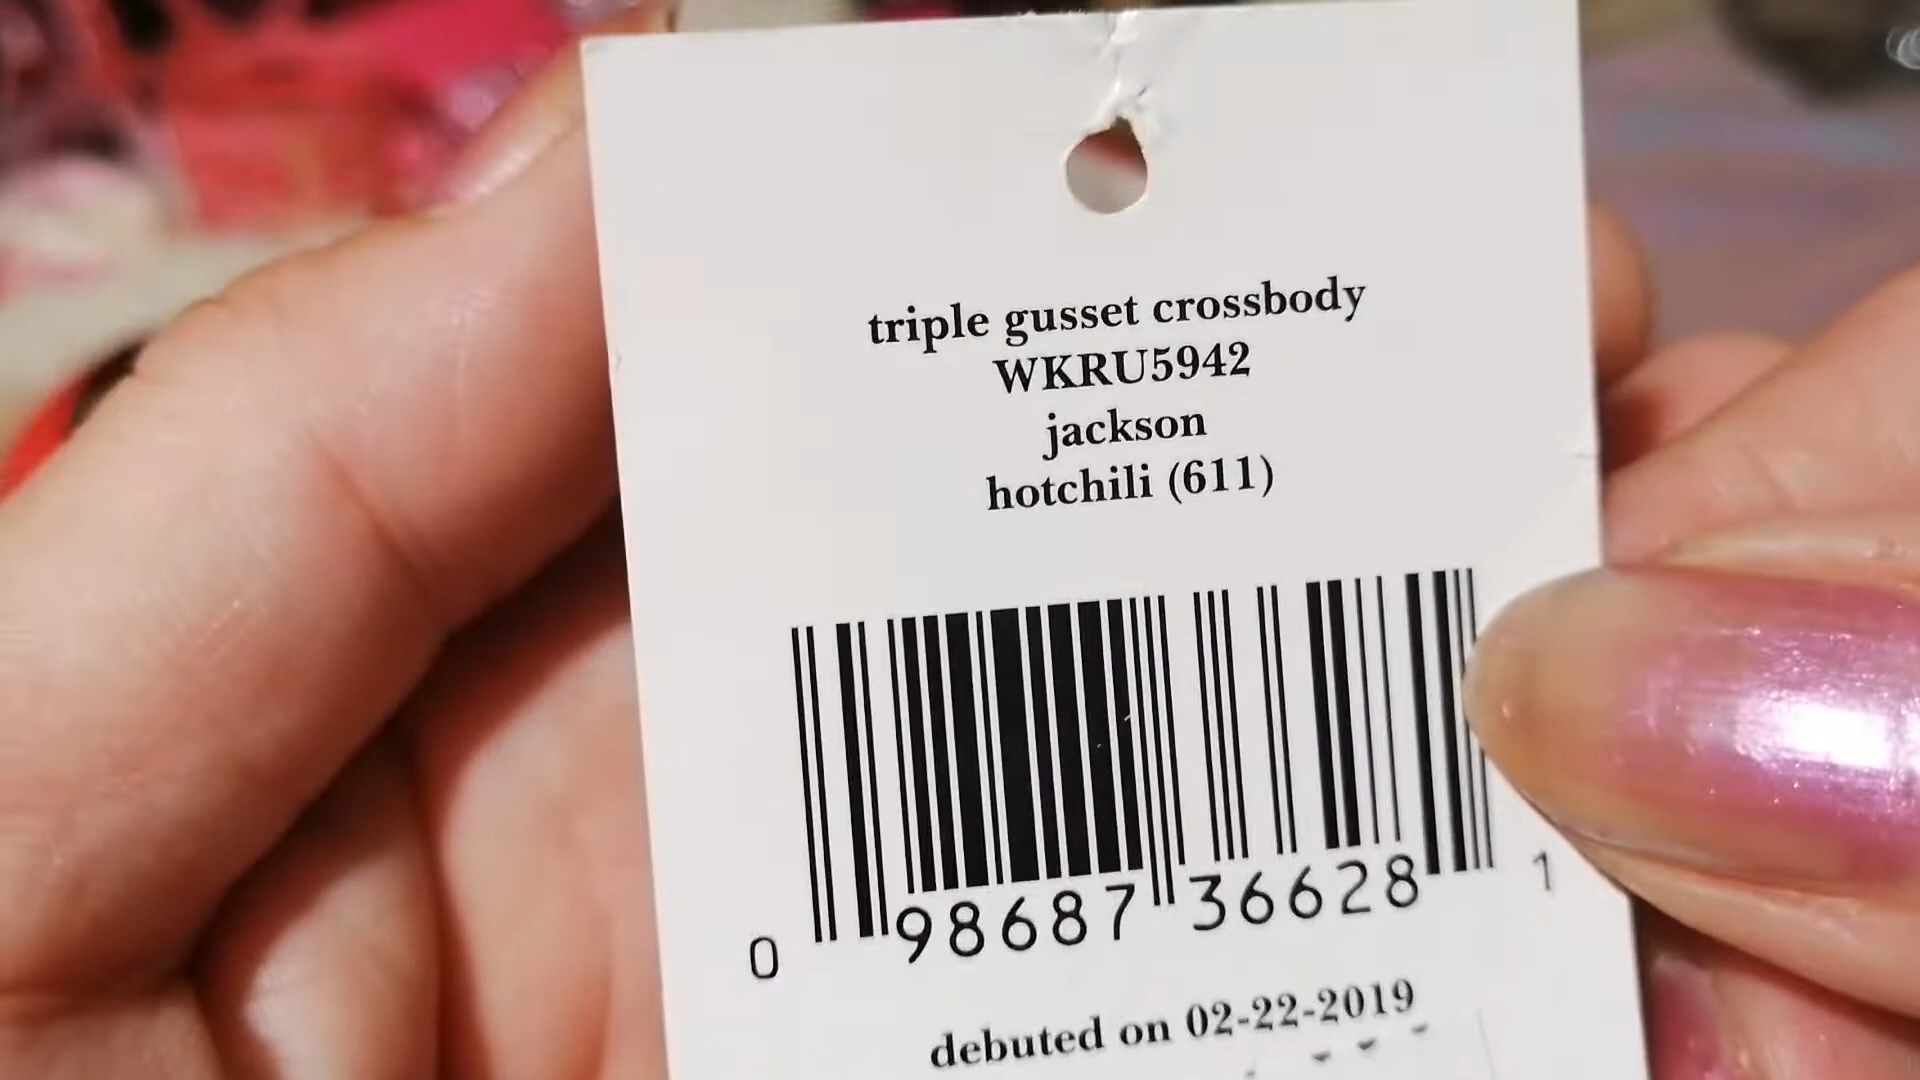 triple gusset crossbody
WKRU5942
jackson
hotchili (611)
0 98687 36628 1
debuted on 02-22-2019